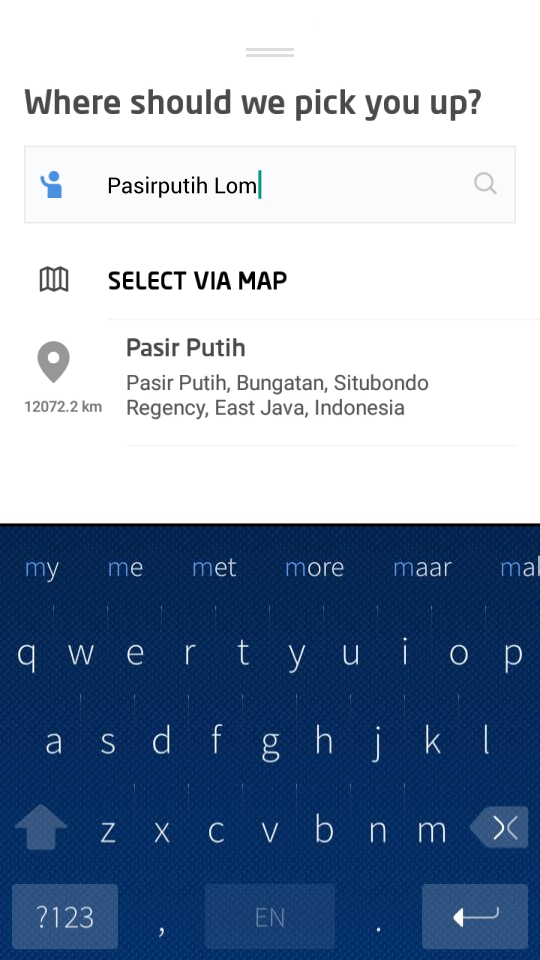 Where should we pick you up?
Pasirputih Lom
SELECT VIA MAP
Pasir Putih
Pasir Putih, Bungatan, Situbondo
12072.2 km Regency, East Java, Indonesia
my me met more maar
q w e r t y u i o p
a s d f g h j k l
z x c v b n m
?123 , EN .